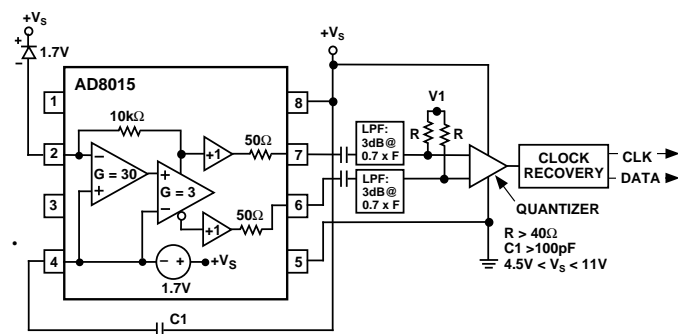 +VS
+
1.7V
–
AD8015
1
2
3
4
10kΩ
–
G = 30
+
+
G = 3
–
+1
50Ω
+1
50Ω
– +
+VS
1.7V
8
7
6
5
C1
+VS
LPF:
3dB@
0.7 x F
LPF:
3dB@
0.7 x F
V1
R
R
QUANTIZER
CLOCK
RECOVERY
CLK
DATA
R > 40Ω
C1 >100pF
4.5V < VS < 11V